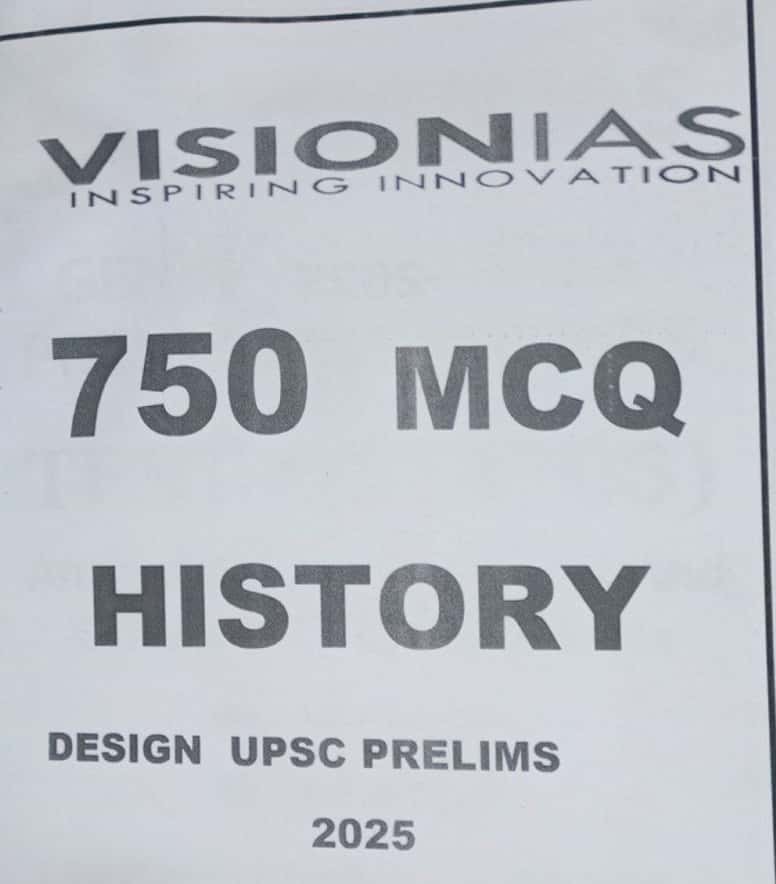 VISIONIAS
INSPIRING INNOVATION
750 MCQ
HISTORY
DESIGN UPSC PRELIMS
2025